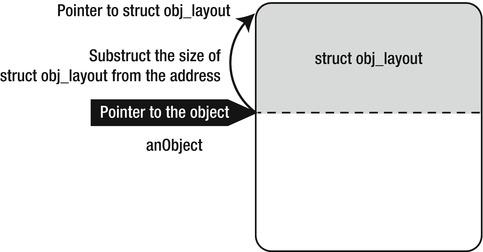 Pointer to struct obj_layout
Substruct the size of
struct obj_layout from the address
struct obj_layout
Pointer to the object
anObject